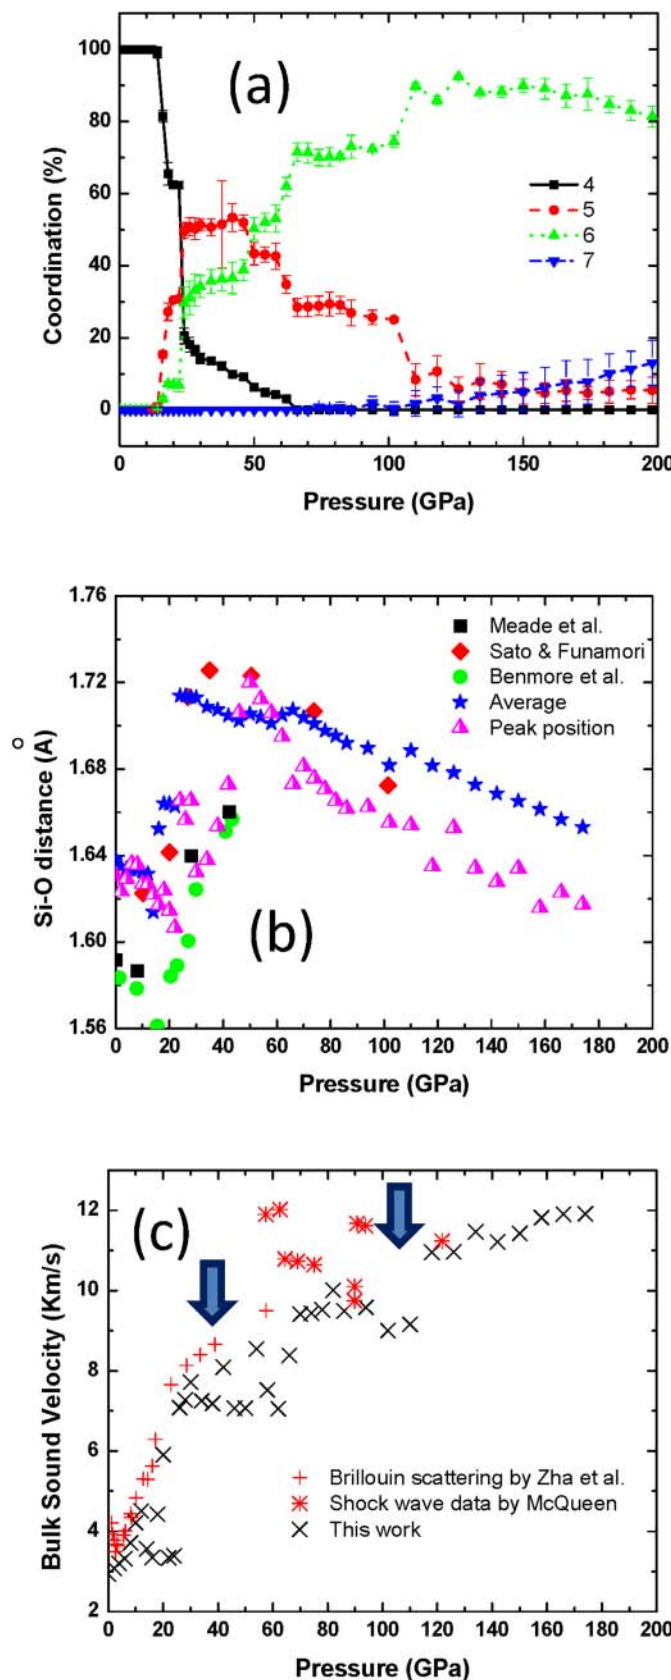 100
(a)
80
Coordination (%)
60
4
5
6
7
40
20
0
0 50 100 150 200
Pressure (GPa)
1.76
Meade et al.
Sato & Funamori
1.72
Benmore et al.
Average
Peak position
Si-O distance (A)
O
1.68
1.64
(b)
1.60
1.56
0 20 40 60 80 100 120 140 160 180 200
Pressure (GPa)
12
(c)
10
Bulk Sound Velocity (Km/s)
8
6
Brillouin scattering by Zha et al.
Shock wave data by McQueen
This work
4
2
0 20 40 60 80 100 120 140 160 180 200
Pressure (GPa)